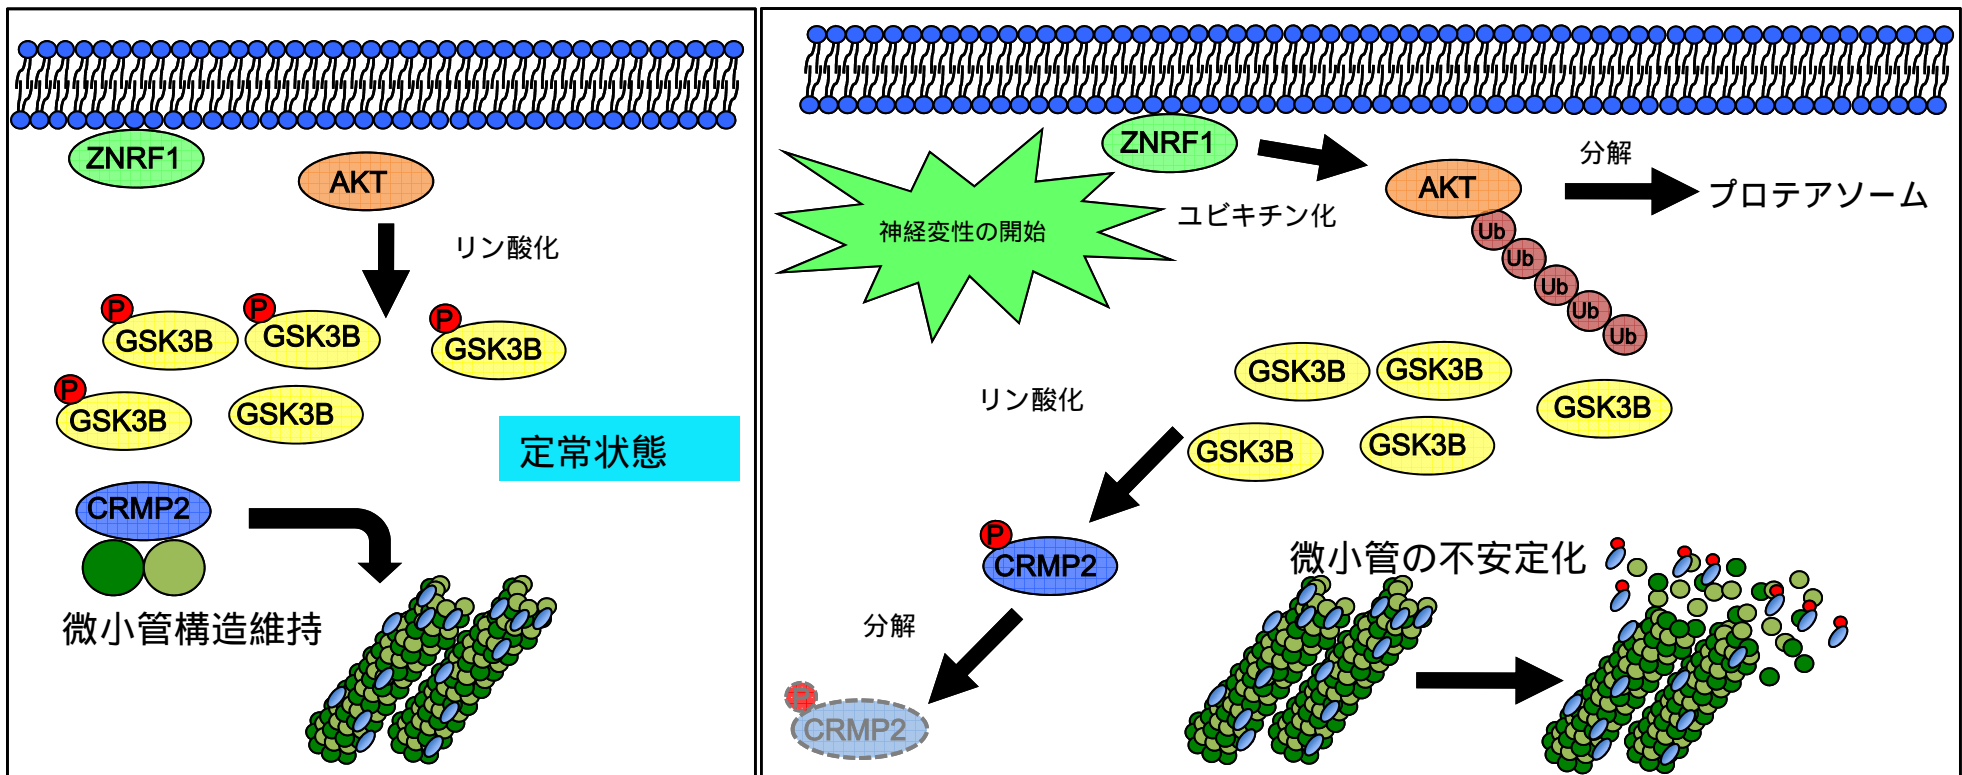 ZNRF1
AKT
リン酸化
P
GSK3B
P
GSK3B
P
GSK3B
P
GSK3B
GSK3B
定常状態
CRMP2
微小管構造維持
ZNRF1
AKT
分解
プロテアソーム
ユビキチン化
神経変性の開始
Ub
Ub
Ub
Ub
Ub
GSK3B
GSK3B
GSK3B
GSK3B
GSK3B
リン酸化
P
CRMP2
微小管の不安定化
分解
P
CRMP2